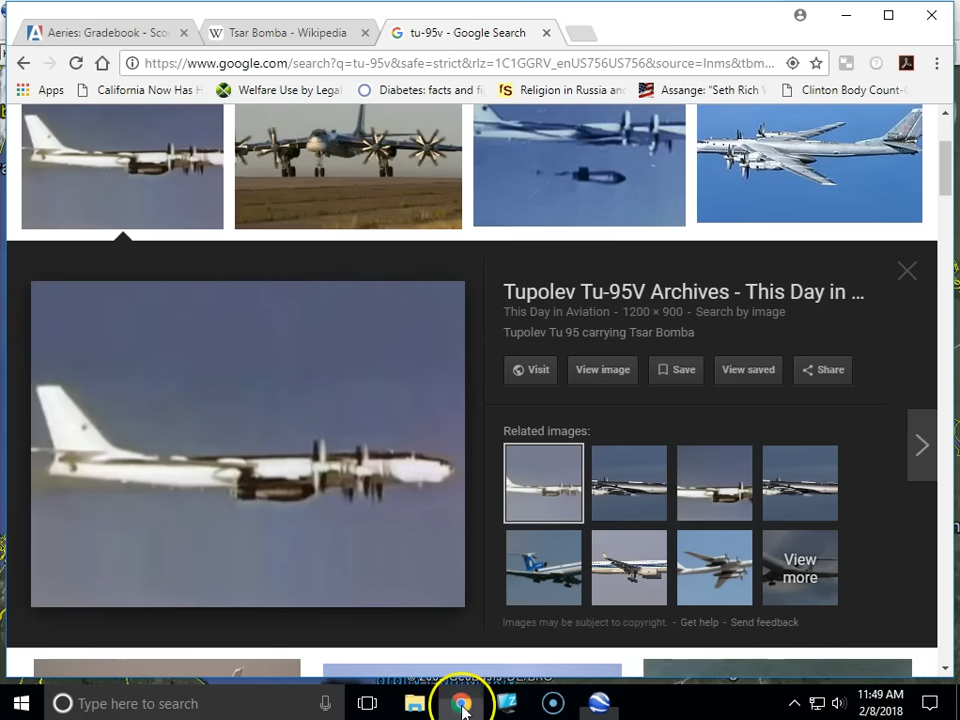 Aeries: Gradebook - Scor
Tsar Bomba - Wikipedia
tu-95v - Google Search
https://www.google.com/search?q=tu-95v&safe=strict&rlz=1C1GGRV_enUS756US756&source=lnms&tbm...
Apps
California Now Has H
Welfare Use by Legal
Diabetes: facts and fi
Religion in Russia an
Assange: "Seth Rich
Clinton Body Count-
Tupolev Tu-95V Archives - This Day in ...
This Day in Aviation - 1200 × 900 - Search by image
Tupolev Tu 95 carrying Tsar Bomba
Visit
View image
Save
View saved
Share
Related images:
View
more
Images may be subject to copyright. - Get help - Send feedback
Type here to search
11:49 AM
2/8/2018